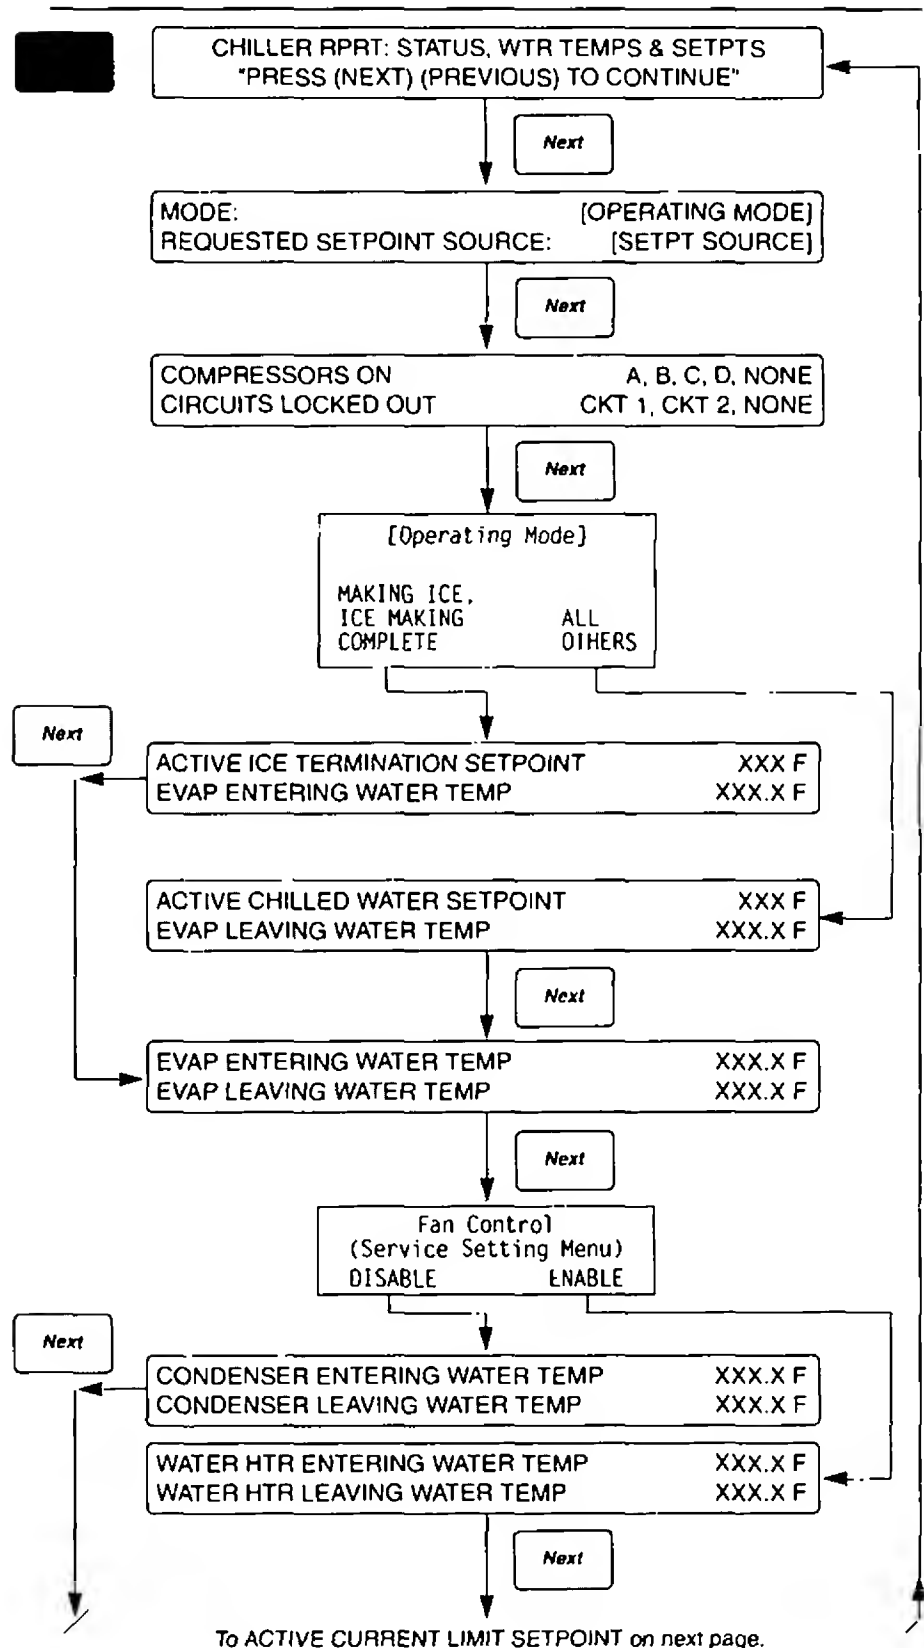 CHILLER RPRT: STATUS, WTR TEMPS & SETPTS
"PRESS (NEXT) (PREVIOUS) TO CONTINUE"
Next
MODE: [OPERATING MODE]
REQUESTED SETPOINT SOURCE: [SETPT SOURCE]
Next
COMPRESSORS ON A, B, C, D, NONE
CIRCUITS LOCKED OUT CKT 1, CKT 2, NONE
Next
[Operating Mode]
MAKING ICE,
ICE MAKING ALL
COMPLETE OTHERS
Next
ACTIVE ICE TERMINATION SETPOINT XXX F
EVAP ENTERING WATER TEMP XXX.X F
ACTIVE CHILLED WATER SETPOINT XXX F
EVAP LEAVING WATER TEMP XXX.X F
Next
EVAP ENTERING WATER TEMP XXX.X F
EVAP LEAVING WATER TEMP XXX.X F
Next
Fan Control
(Service Setting Menu)
DISABLE ENABLE
Next
CONDENSER ENTERING WATER TEMP XXX.X F
CONDENSER LEAVING WATER TEMP XXX.X F
WATER HTR ENTERING WATER TEMP XXX.X F
WATER HTR LEAVING WATER TEMP XXX.X F
Next
To ACTIVE CURRENT LIMIT SETPOINT on next page.